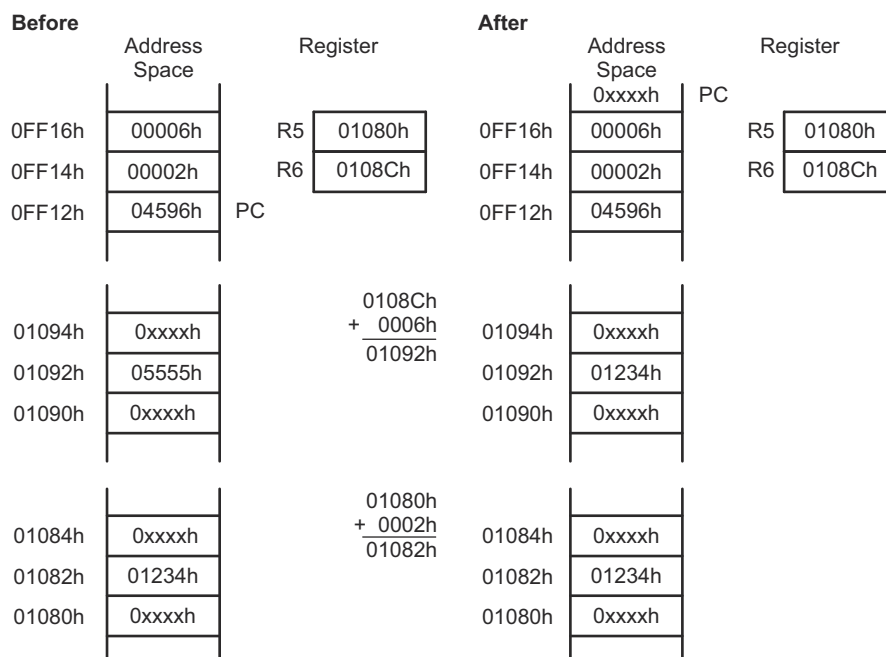 Before
Address Space
Register
0FF16h 00006h R5 01080h
0FF14h 00002h R6 0108Ch
0FF12h 04596h PC
01094h 0xxxxh
01092h 05555h
01090h 0xxxxh
0108Ch
+ 0006h
01092h
01084h 0xxxxh
01082h 01234h
01080h 0xxxxh
01080h
+ 0002h
01082h
After
Address Space
Register
0xxxxh PC
0FF16h 00006h R5 01080h
0FF14h 00002h R6 0108Ch
0FF12h 04596h
01094h 0xxxxh
01092h 01234h
01090h 0xxxxh
01084h 0xxxxh
01082h 01234h
01080h 0xxxxh